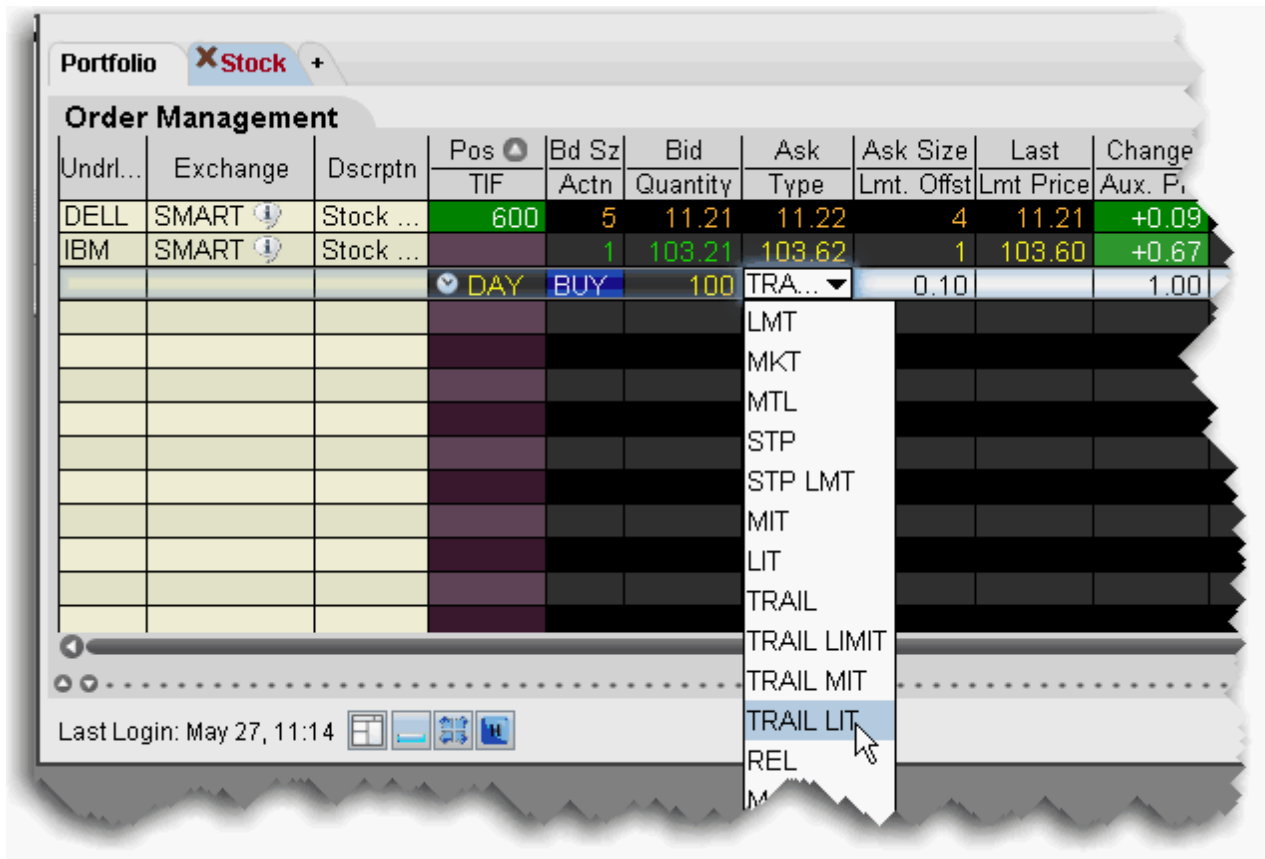 Portfolio Stock +
Order Management
Undrl... Exchange Dscrptn Pos Bd Sz Bid Ask Ask Size Last Change
TIF Actn Quantity Type Lmt. Offst Lmt Price Aux.
DELL SMART Stock ... 600 5 11.21 11.22 4 11.21 +0.09
IBM SMART Stock ... 1 103.21 103.62 1 103.60 +0.67
DAY BUY 100 TRA... 0.10 1.00
LMT
MKT
MTL
STP
STP LMT
MIT
LIT
TRAIL
TRAIL LIMIT
TRAIL MIT
TRAIL LIT
REL
Last Login: May 27, 11:14